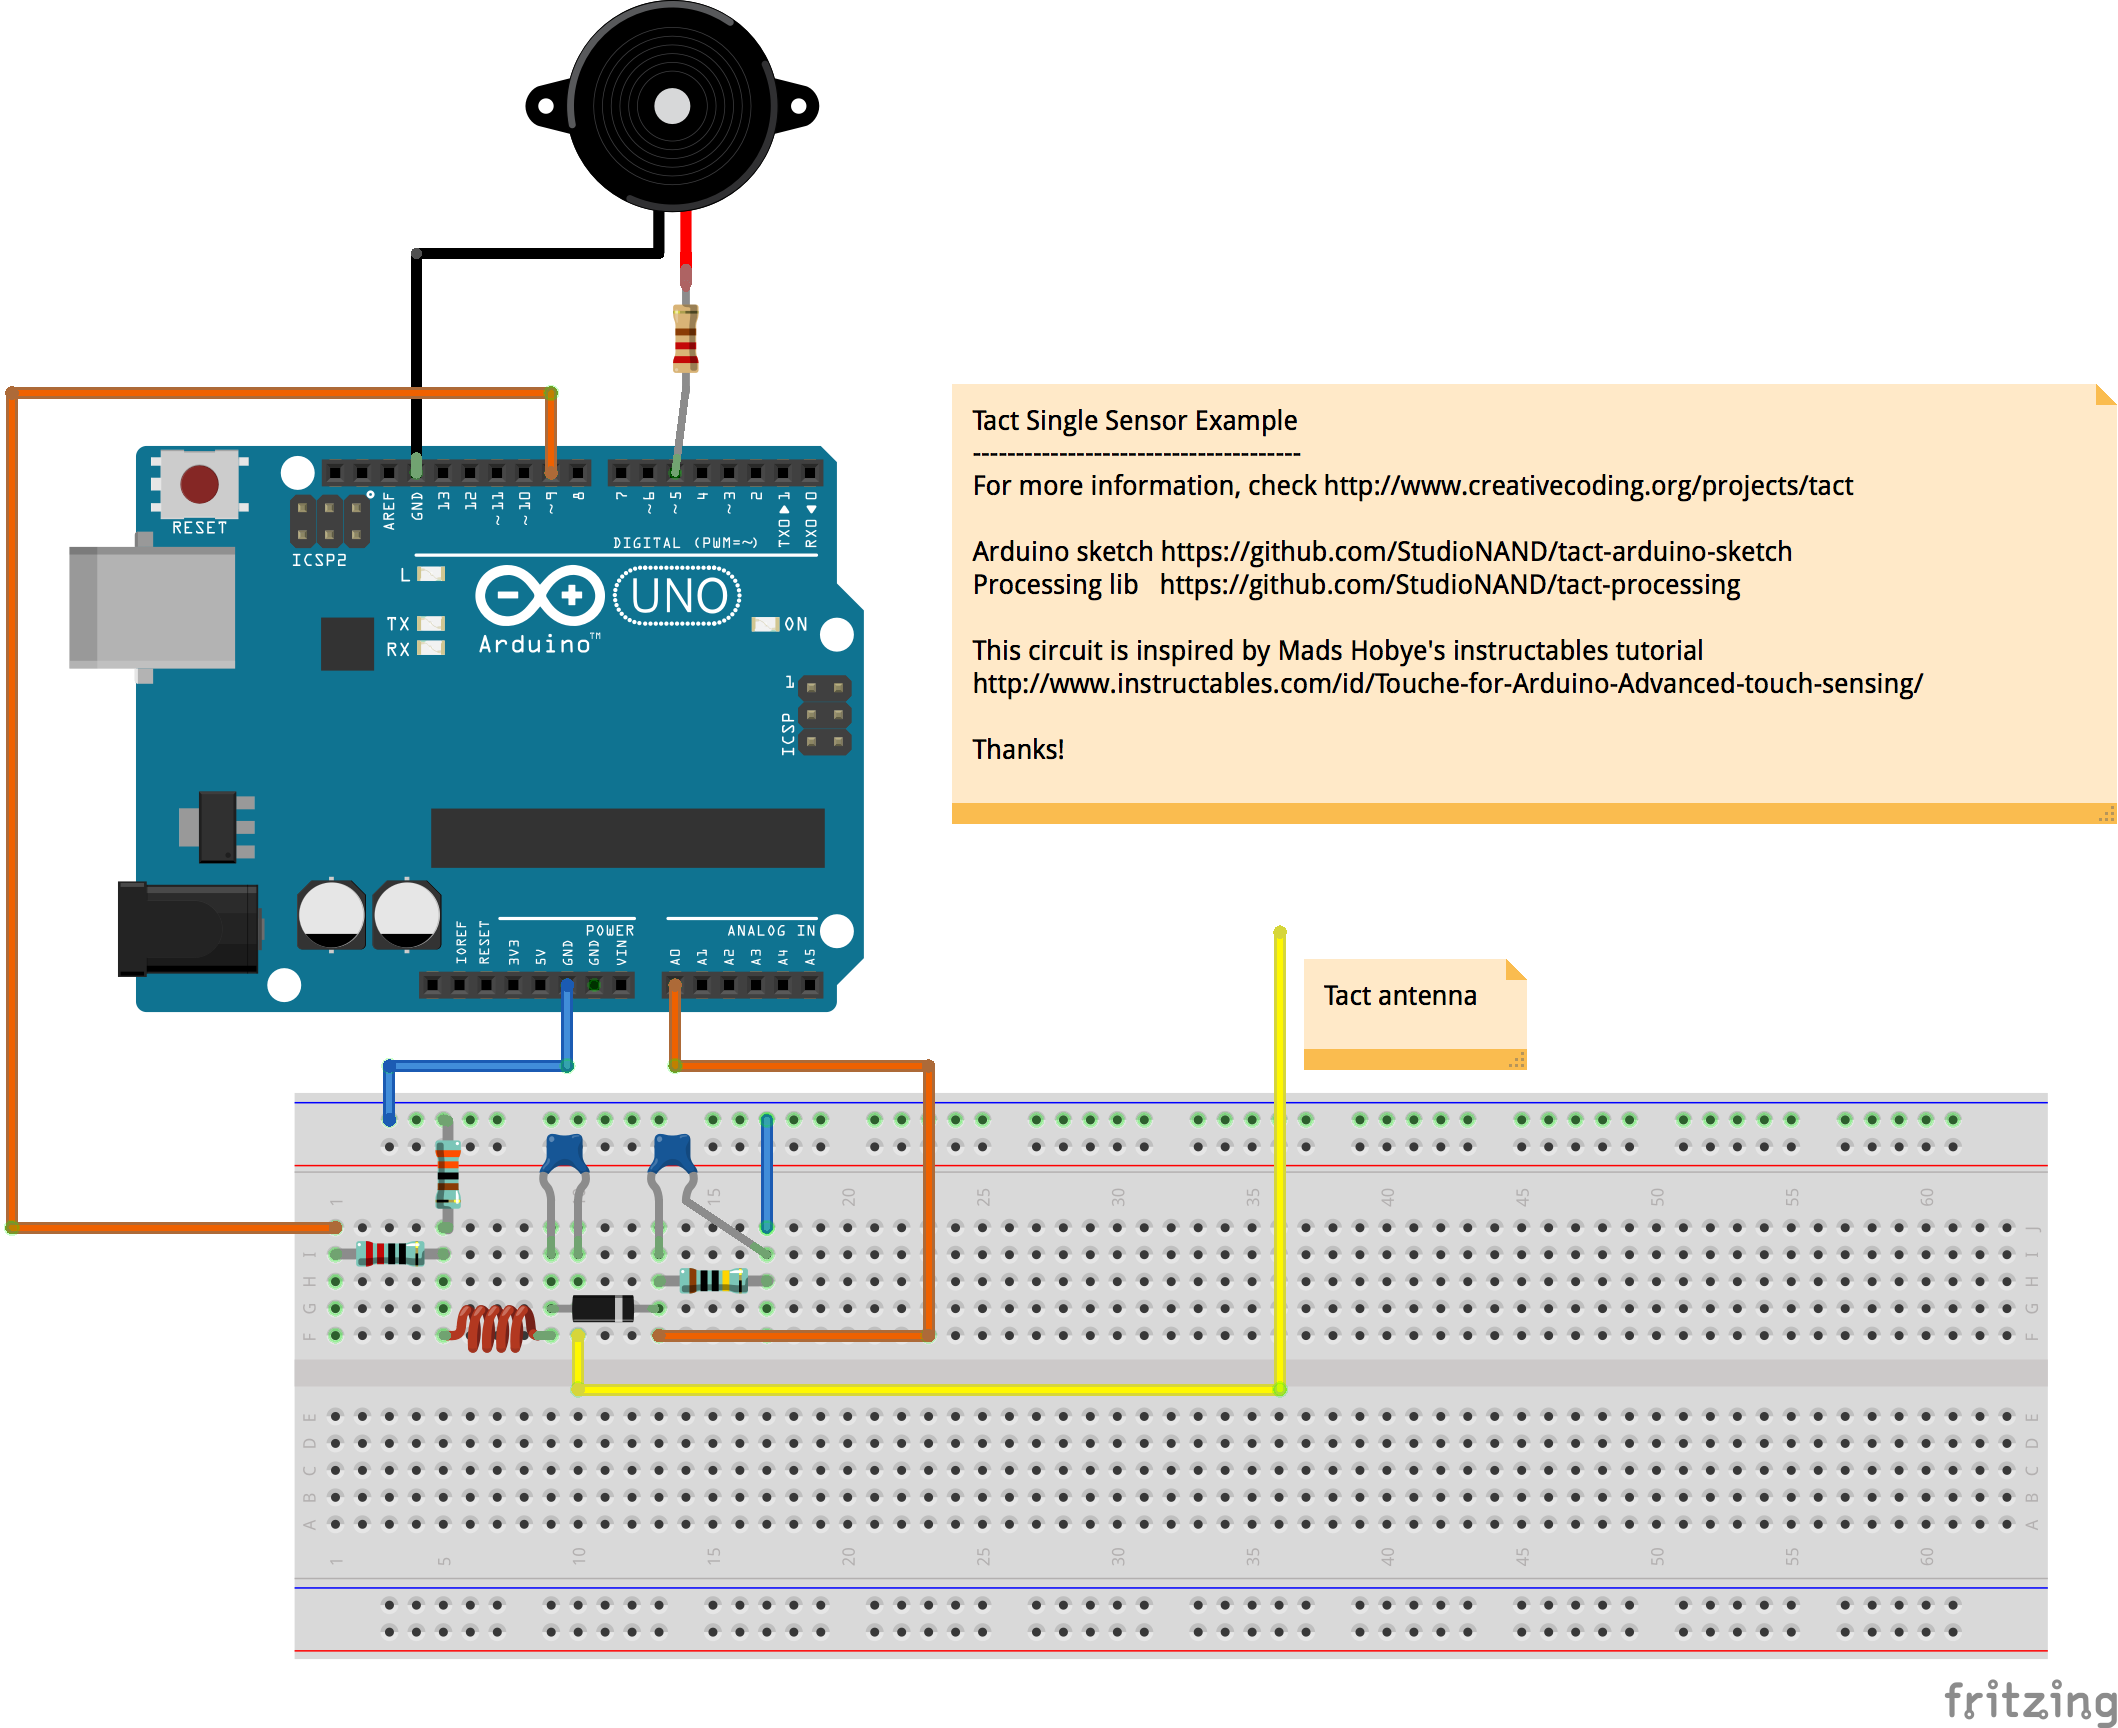 RESET
ICSP2
AREF
GND
13
12
~11
~10
~9
8
7
~6
~5
4
~3
2
TX0▶1
RX0◀0
DIGITAL (PWM=~)
L
TX
RX
Arduino™
UNO
ON
1
ICSP
Tact Single Sensor Example
--------------------------------------
For more information, check http://www.creativecoding.org/projects/tact
Arduino sketch https://github.com/StudioNAND/tact-arduino-sketch
Processing lib https://github.com/StudioNAND/tact-processing
This circuit is inspired by Mads Hobye's instructables tutorial
http://www.instructables.com/id/Touche-for-Arduino-Advanced-touch-sensing/
Thanks!
POWER
ANALOG IN
IOREF
RESET
3V3
5V
GND
GND
VIN
A0
A1
A2
A3
A4
A5
Tact antenna
1 15 20 25 30 35 40 45 50 55 60
J
I I
H H
G G
F F
E E
D D
C C
B B
A A
1 5 10 15 20 25 30 35 40 45 50 55 60
fritzing